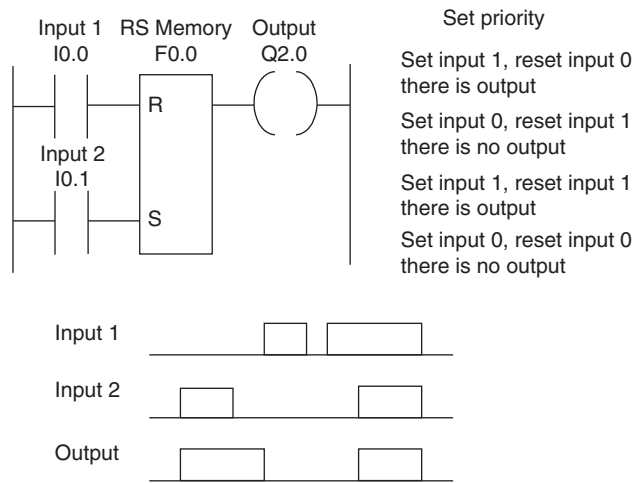 Input 1 RS Memory Output
I0.0 F0.0 Q2.0
R
Input 2
I0.1
S
Set priority
Set input 1, reset input 0
there is output
Set input 0, reset input 1
there is no output
Set input 1, reset input 1
there is output
Set input 0, reset input 0
there is no output
Input 1
Input 2
Output